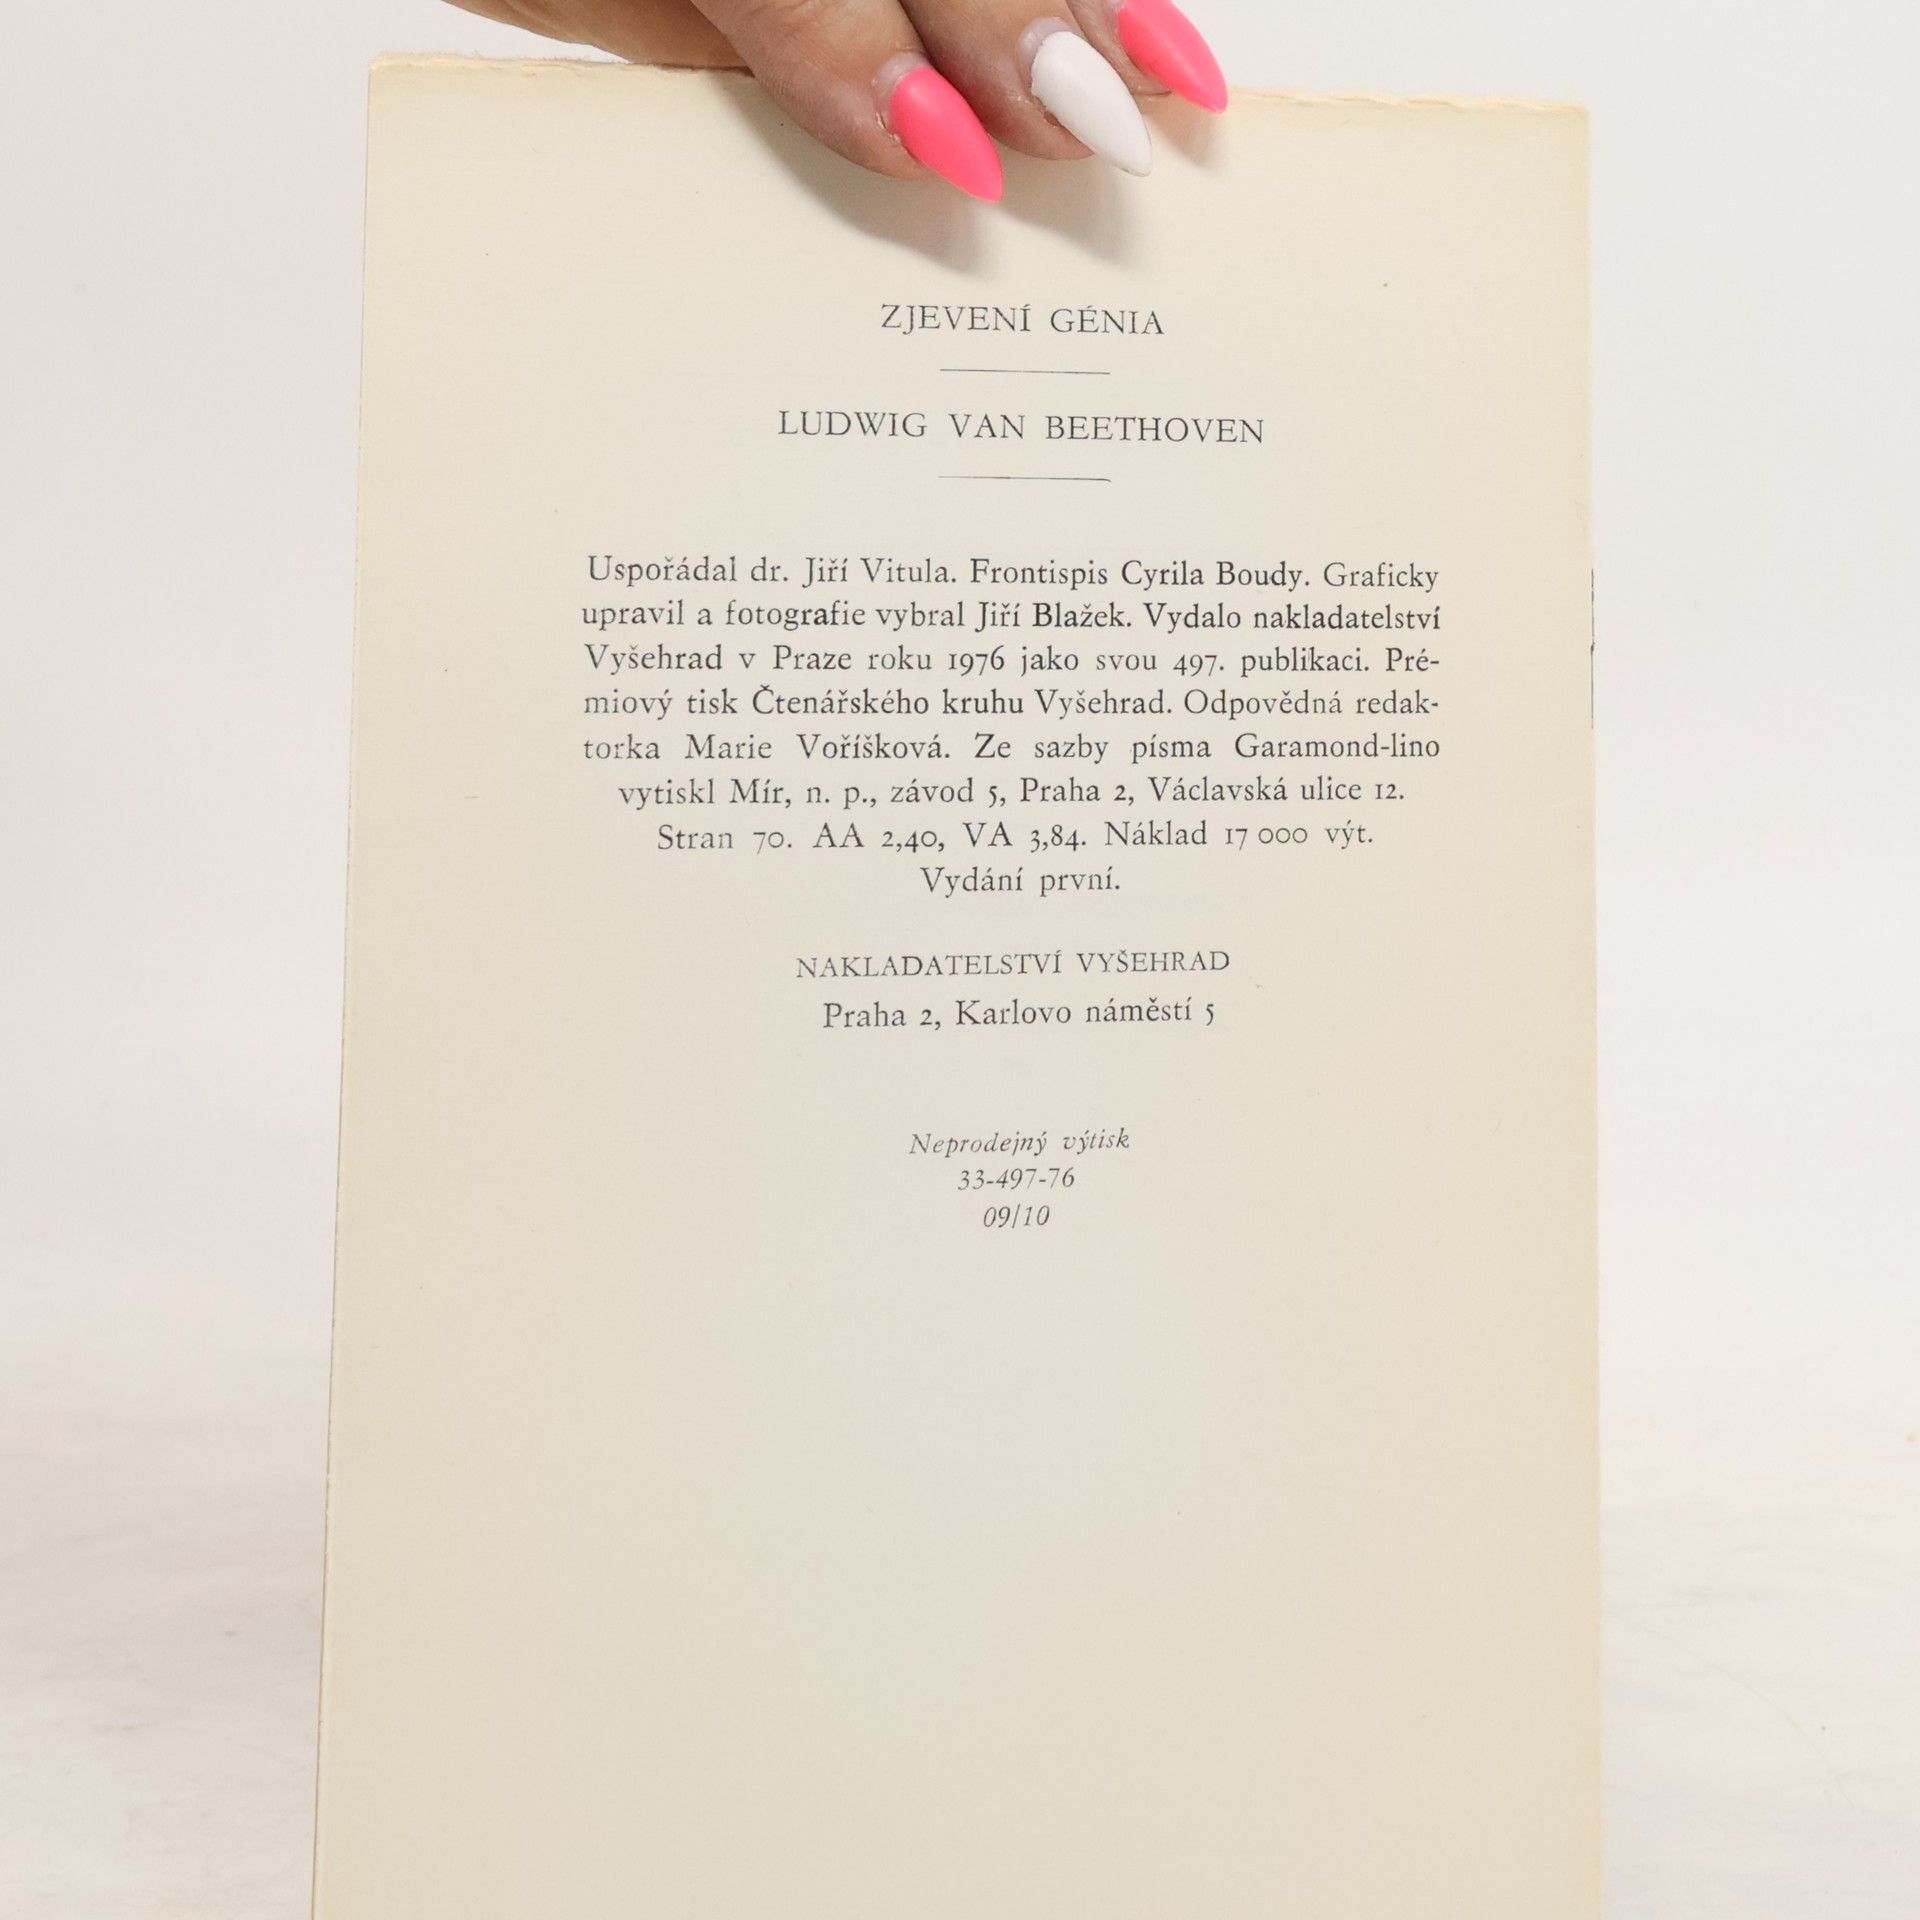 ZJEVENÍ GÉNIA
LUDWIG VAN BEETHOVEN
Uspořádal dr. Jiří Vitula. Frontispis Cyrila Boudy. Graficky
upravil a fotografie vybral Jiří Blažek. Vydalo nakladatelství
Vyšehrad v Praze roku 1976 jako svou 497. publikaci. Pré-
miový tisk Čtenářského kruhu Vyšehrad. Odpovědná redak-
torka Marie Voříšková. Ze sazby písma Garamond-lino
vytiskl Mír, n. p., závod 5, Praha 2, Václavská ulice 12.
Stran 70. AA 2,40, VA 3,84. Náklad 17 000 výt.
Vydání první.
NAKLADATELSTVÍ VYŠEHRAD
Praha 2, Karlovo náměstí 5
Neprodejný výtisk
33-497-76
09/10